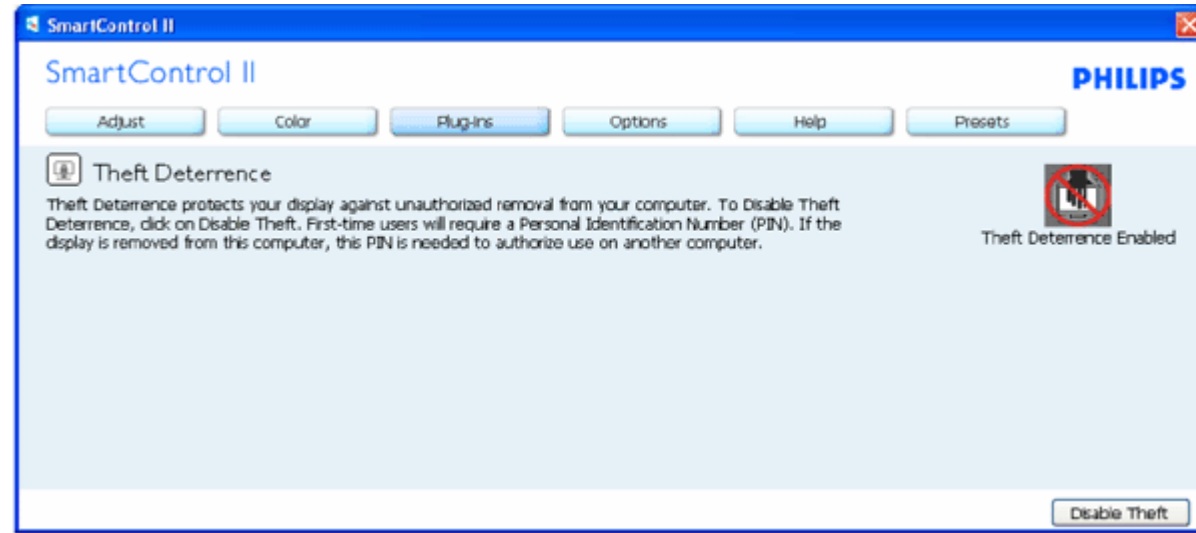 SmartControl II
SmartControl II
PHILIPS
Adjust
Color
Plug-Ins
Options
Help
Presets
Theft Deterrence
Theft Deterrence protects your display against unauthorized removal from your computer. To Disable Theft
Deterrence, click on Disable Theft. First-time users will require a Personal Identification Number (PIN). If the
display is removed from this computer, this PIN is needed to authorize use on another computer.
Theft Deterrence Enabled
Disable Theft